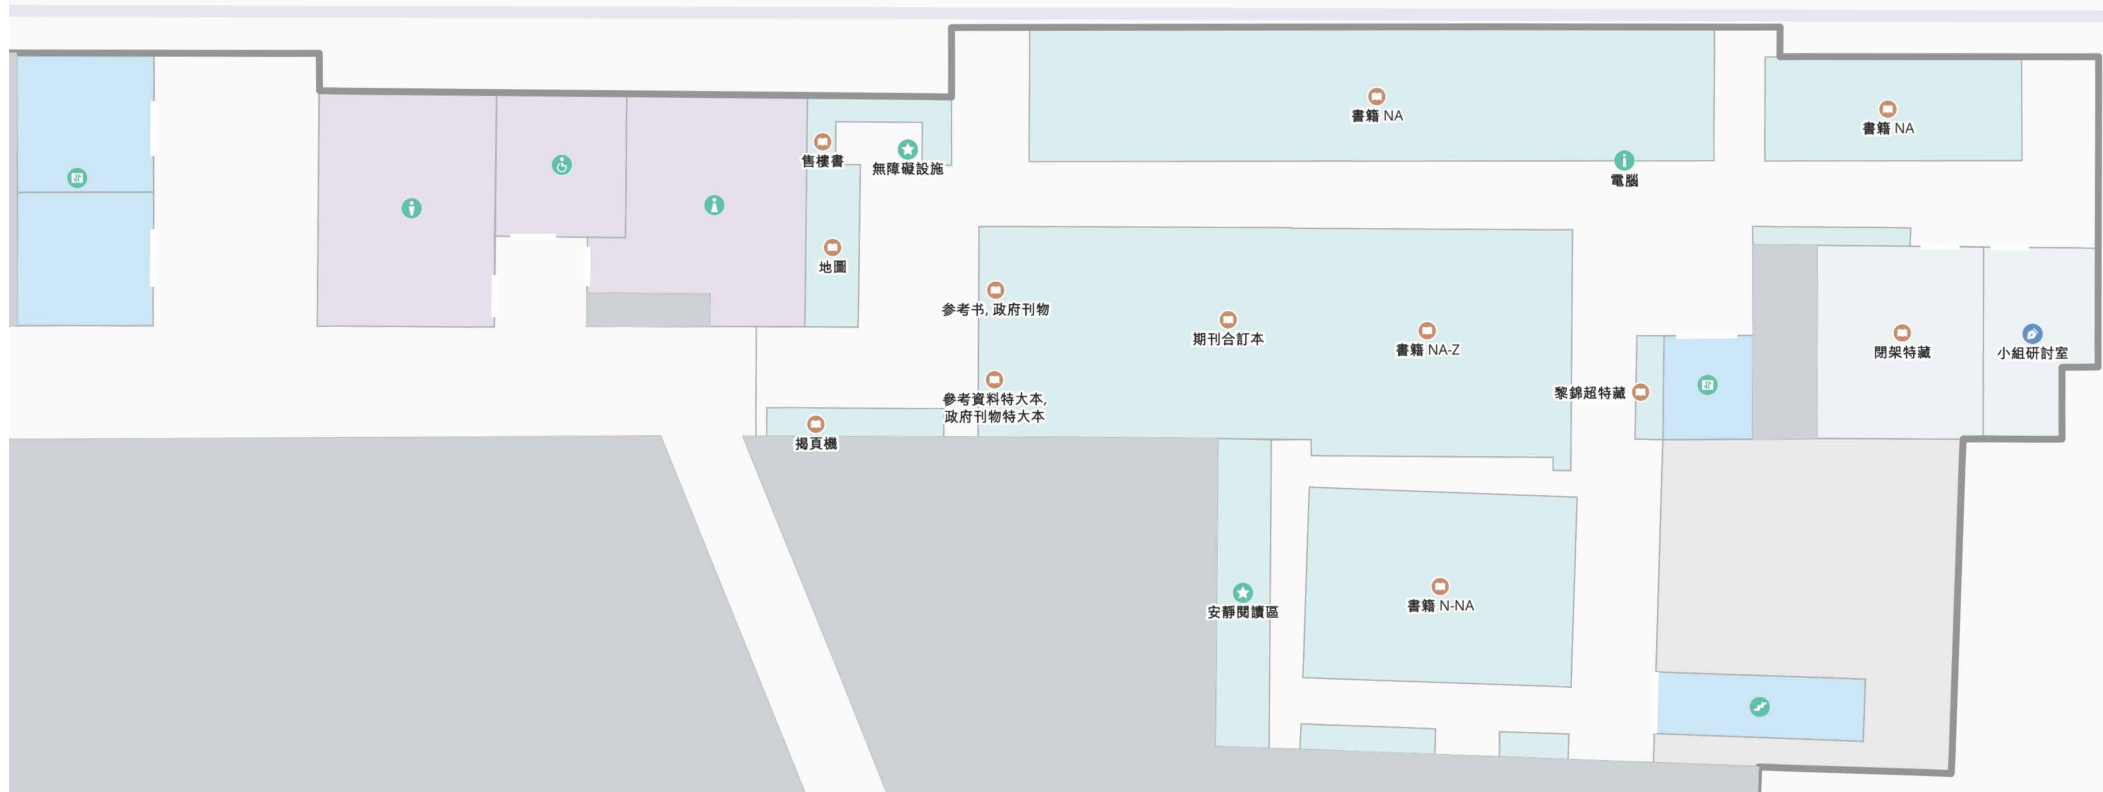 書籍 NA
書籍 NA
售樓書
無障礙設施
電腦
地圖
参考书, 政府刊物
期刊合訂本
書籍 NA-Z
閉架特藏
小組研討室
參考資料特大本,
政府刊物特大本
黎錦超特藏
揭頁機
安靜閱讀區
書籍 N-NA